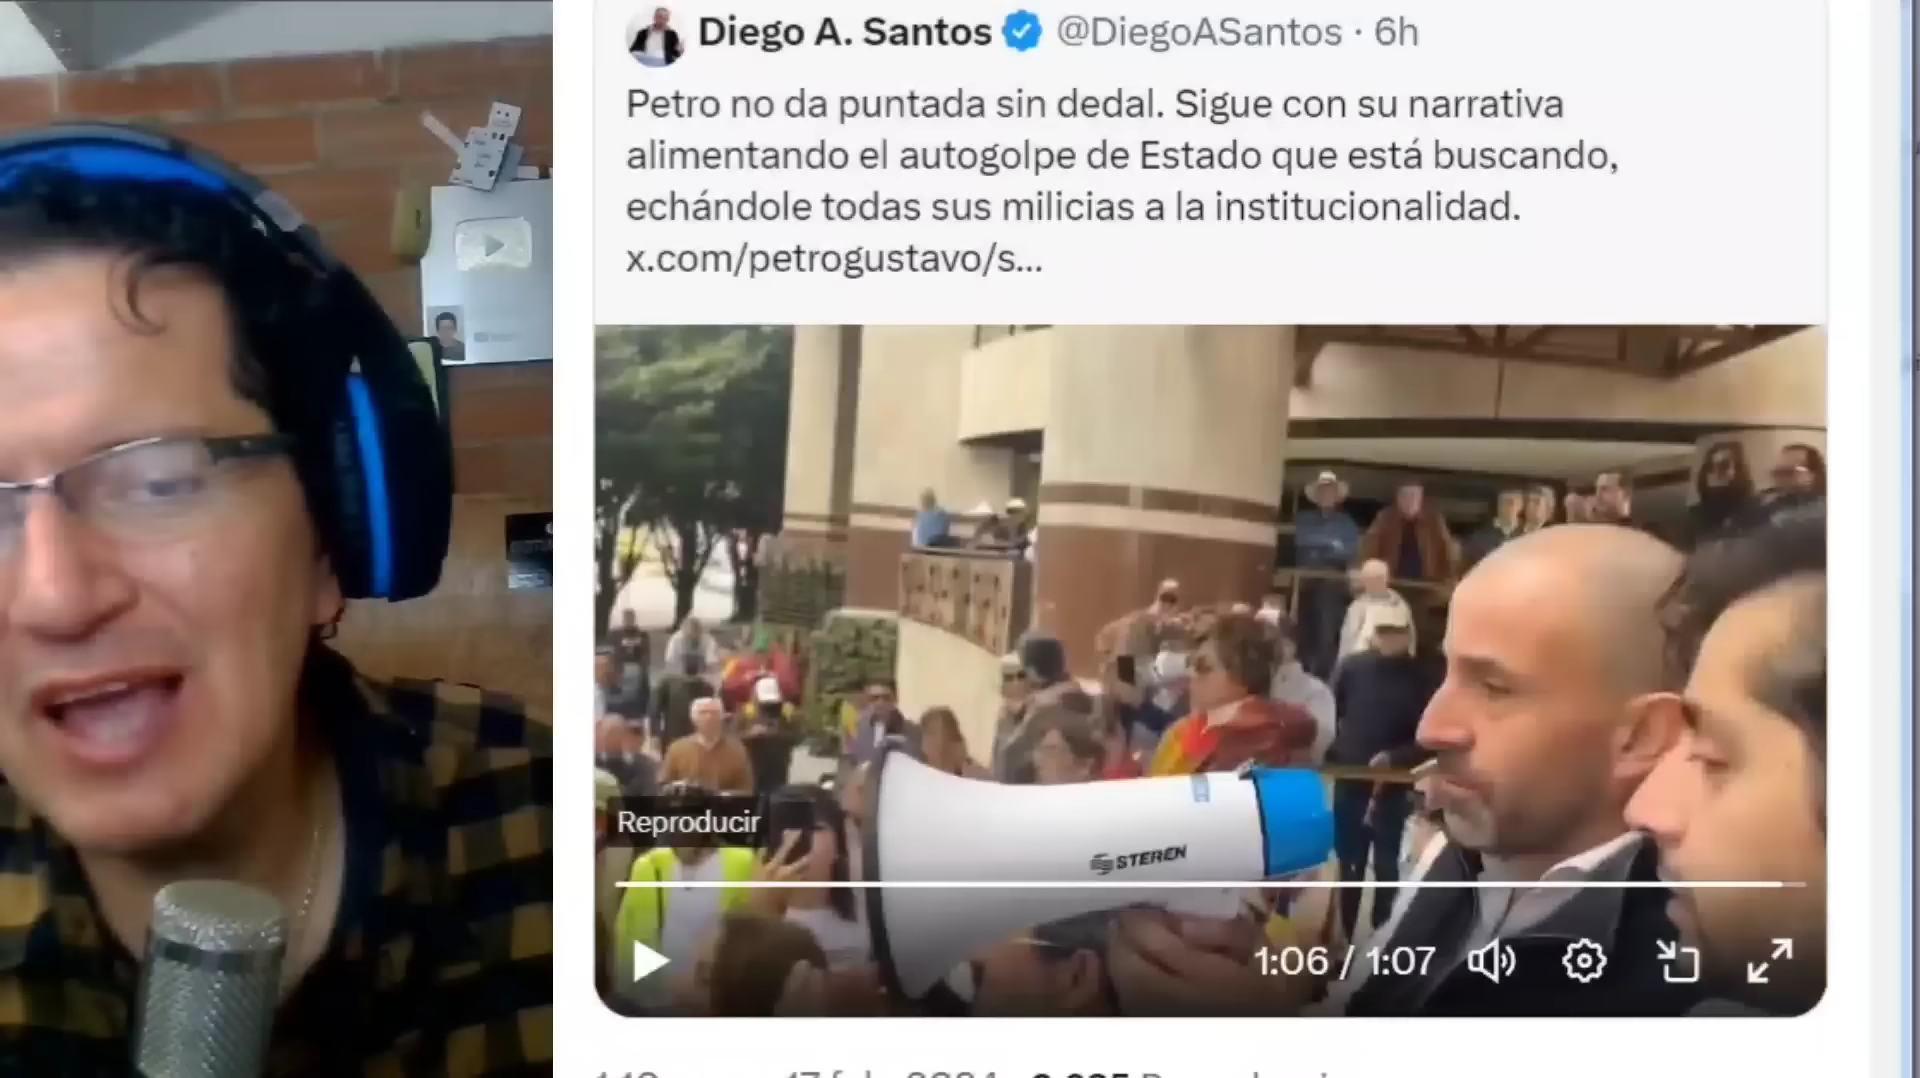 Diego A. Santos @DiegoASantos · 6h
Petro no da puntada sin dedal. Sigue con su narrativa
alimentando el autogolpe de Estado que está buscando,
echándole todas sus milicias a la institucionalidad.
x.com/petrogustavo/s...
Reproducir
STEREN
1:06 / 1:07